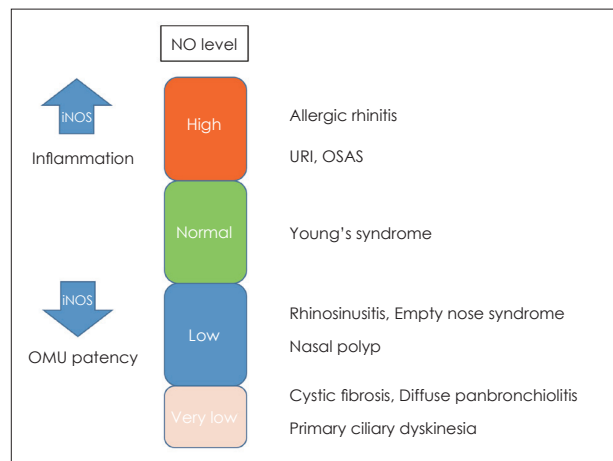 NO level
iNOS
Inflammation
High
Allergic rhinitis
URI, OSAS
Normal
Young's syndrome
iNOS
OMU patency
Low
Rhinosinusitis, Empty nose syndrome
Nasal polyp
Very low
Cystic fibrosis, Diffuse panbronchiolitis
Primary ciliary dyskinesia